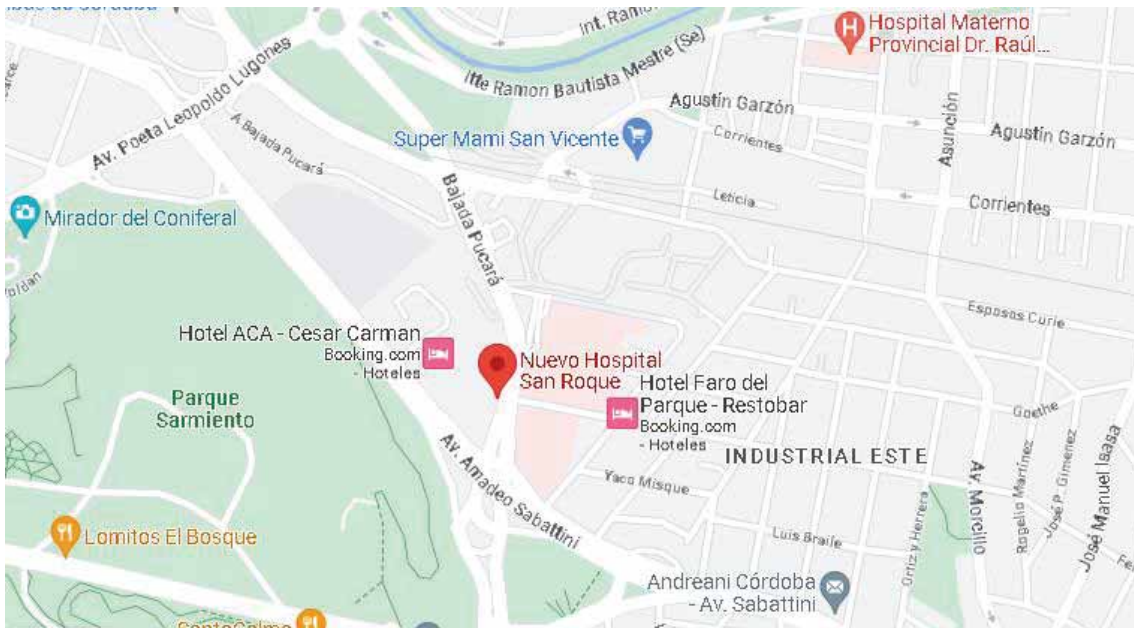 Int. Ramon
Hospital Materno
Provincial Dr. Raúl...
Av. Poeta Leopoldo Lugones
Itte Ramon Bautista Mestre (Se)
Agustín Garzón
Asunción
Agustín Garzón
A Bajada Pucará
Super Mami San Vicente
Corrientes
Bajada Pucará
Leticia
Corrientes
Mirador del Coniferal
Esposos Curie
Hotel ACA - Cesar Carman
Booking.com
- Hoteles
Nuevo Hospital
San Roque
Hotel Faro del
Parque - Restobar
Booking.com
- Hoteles
Parque
Sarmiento
Goethe
INDUSTRIAL ESTE
Av. Amadeo Sabattini
Yaco Misque
Av. Morcillo
Rogelio Martínez
José P. Gimenez
José Manuel Isasa
Lomitos El Bosque
Luis Braile
Ortiz y Herrera
Andreani Córdoba
- Av. Sabattini